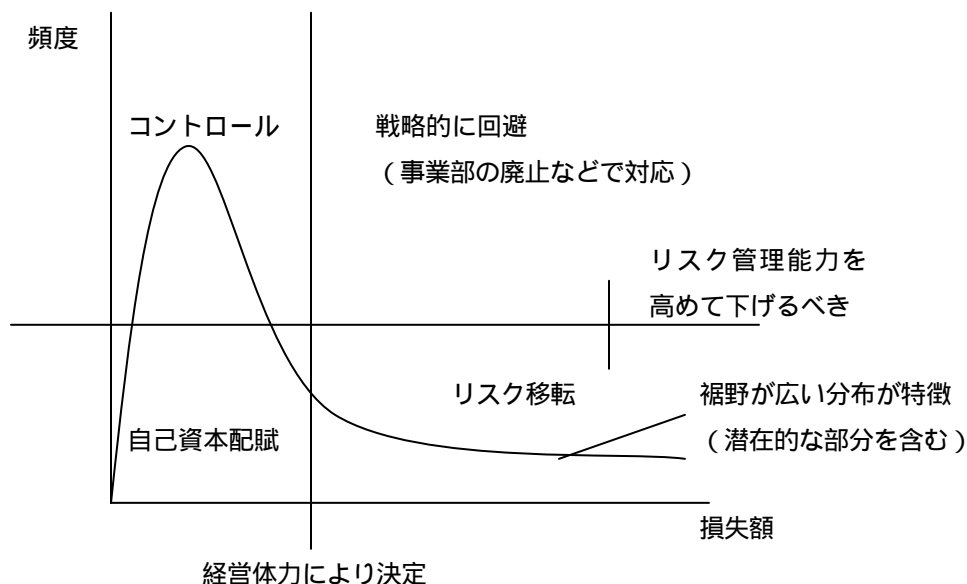 頻度
コントロール
戦略的に回避
（事業部の廃止などで対応）
リスク管理能力を
高めて下げるべき
リスク移転
裾野が広い分布が特徴
（潜在的な部分を含む）
自己資本配賦
損失額
経営体力により決定